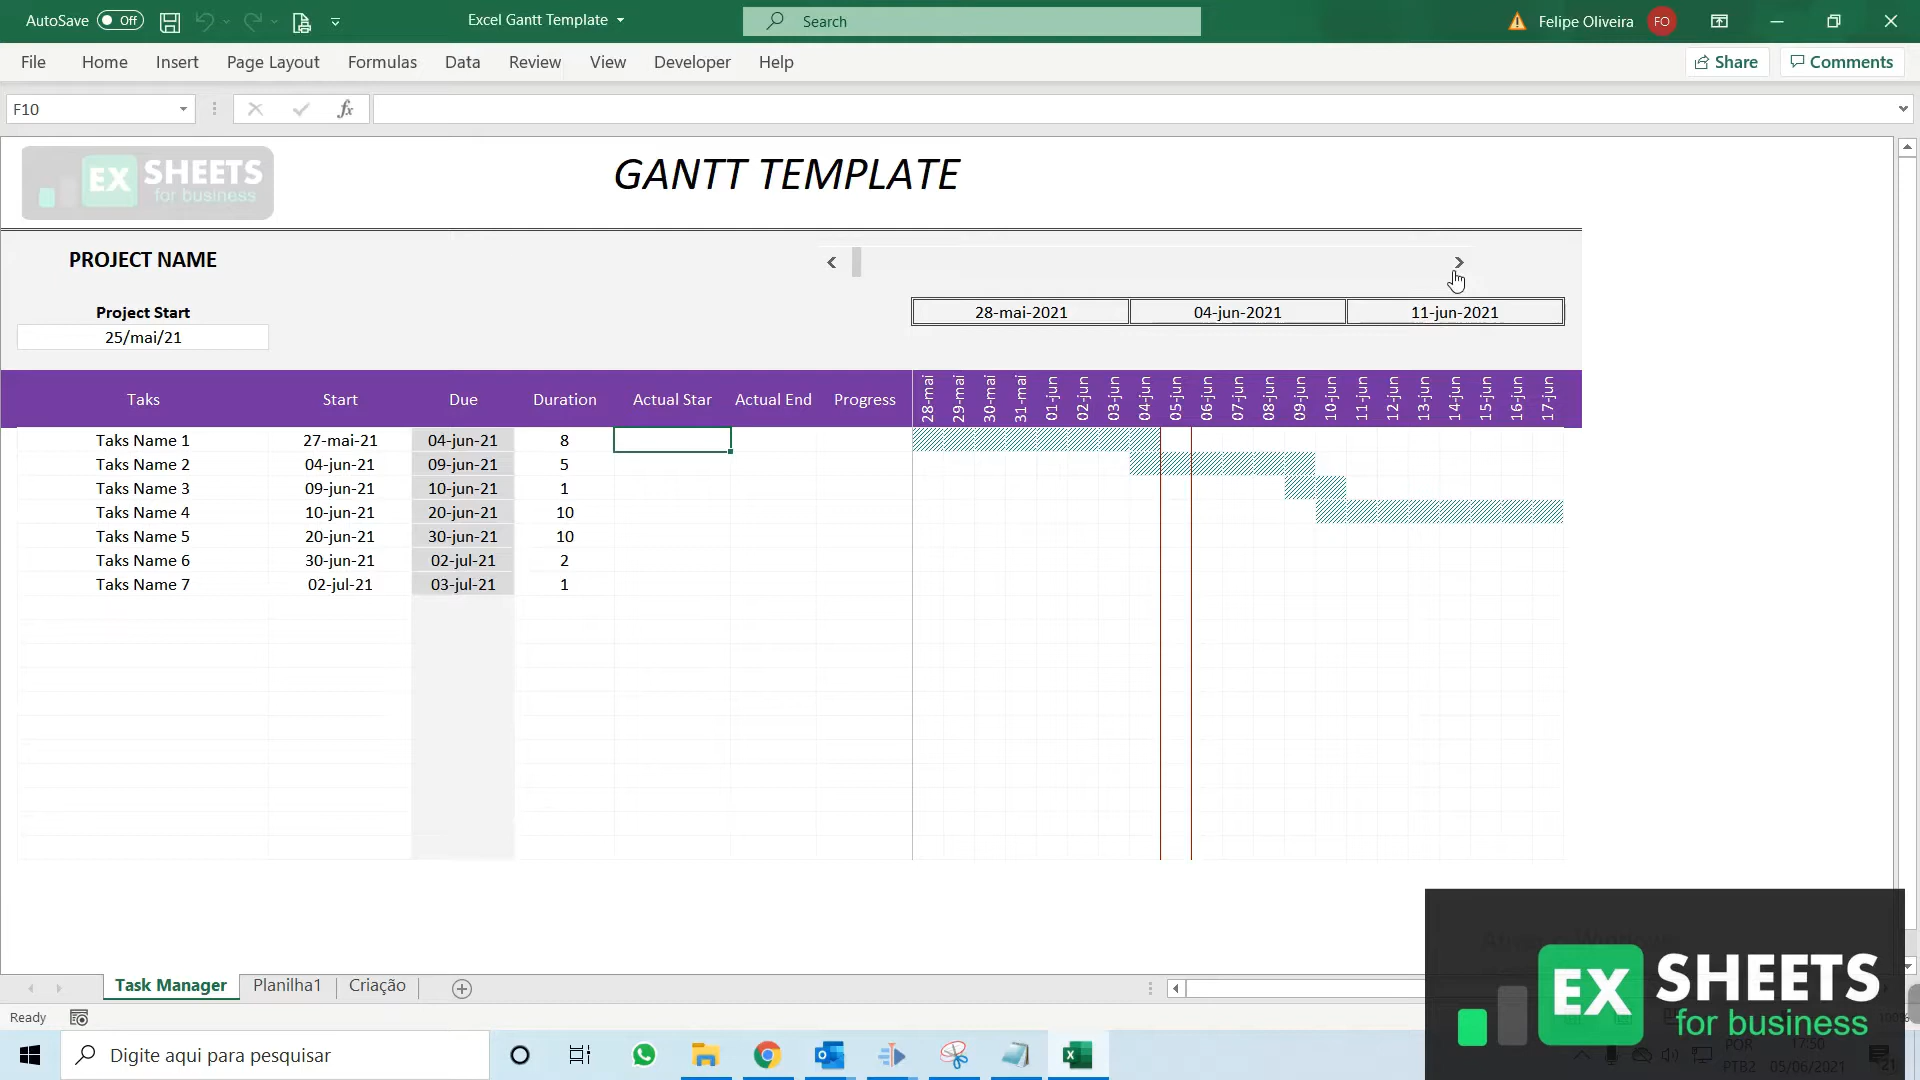 AutoSave Off Excel Gantt Template Search Felipe Oliveira FO
File Home Insert Page Layout Formulas Data Review View Developer Help Share Comments
F10 fx
EX SHEETS
for business
GANTT TEMPLATE
PROJECT NAME
Project Start
25/mai/21
28-mai-2021 04-jun-2021 11-jun-2021
Taks Start Due Duration Actual Star Actual End Progress 28-mai 29-mai 30-mai 31-mai 01-jun 02-jun 03-jun 04-jun 05-jun 06-jun 07-jun 08-jun 09-jun 10-jun 11-jun 12-jun 13-jun 14-jun 15-jun 16-jun 17-jun
Taks Name 1 27-mai-21 04-jun-21 8
Taks Name 2 04-jun-21 09-jun-21 5
Taks Name 3 09-jun-21 10-jun-21 1
Taks Name 4 10-jun-21 20-jun-21 10
Taks Name 5 20-jun-21 30-jun-21 10
Taks Name 6 30-jun-21 02-jul-21 2
Taks Name 7 02-jul-21 03-jul-21 1
Task Manager Planilha1 Criação
Ready
EX SHEETS
for business
Digite aqui para pesquisar
POR 17:50
PTB2 05/06/2021